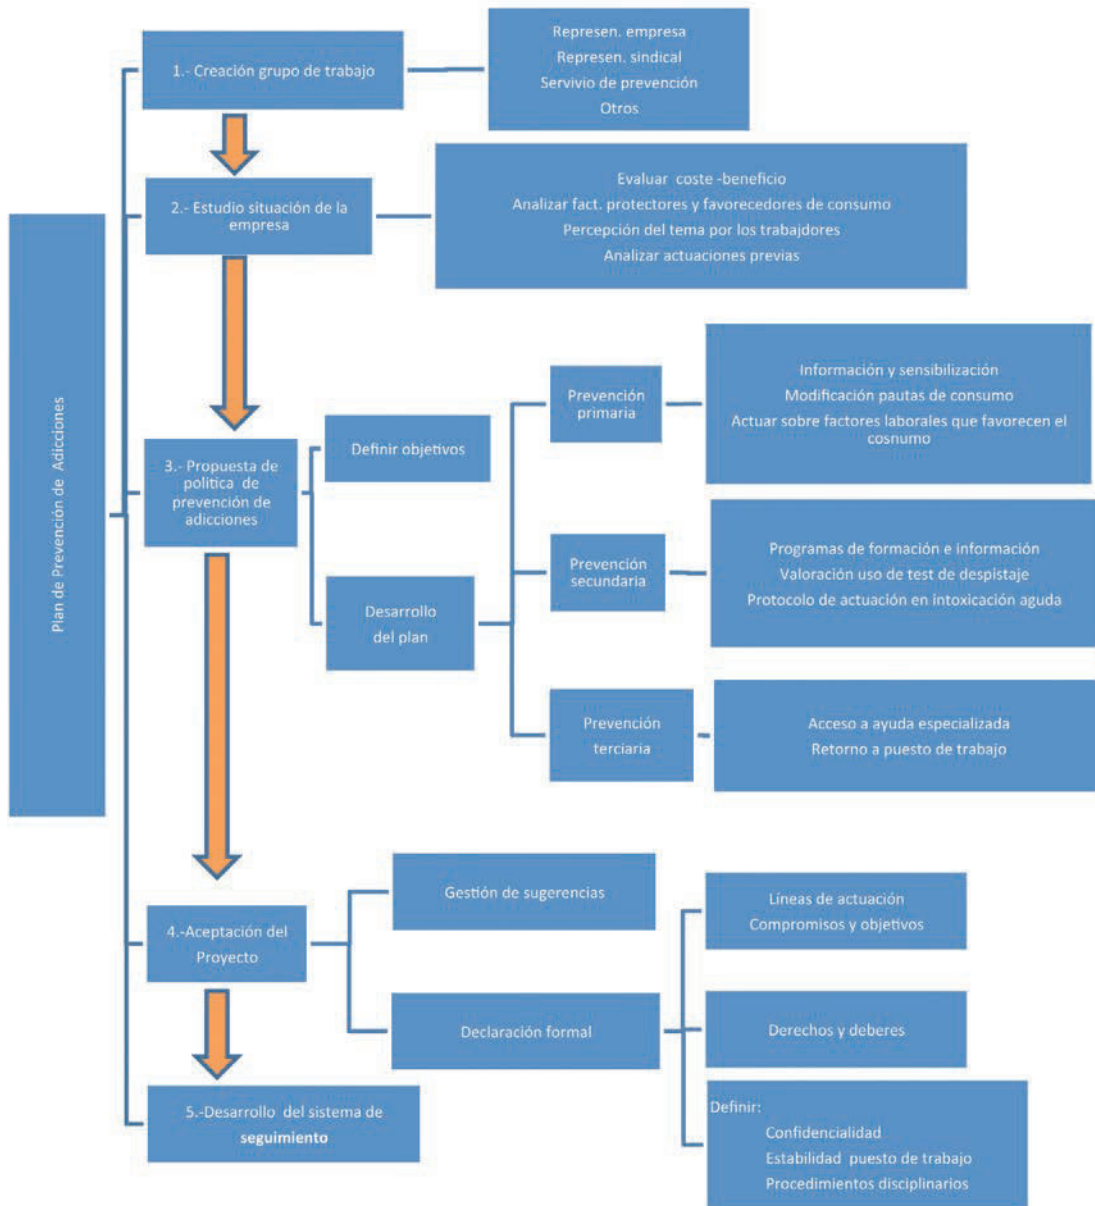 Plan de Prevención de Adicciones
1.- Creación grupo de trabajo
Represen. empresa
Represen. sindical
Servivio de prevención
Otros
2.- Estudio situación de la
empresa
Evaluar coste -beneficio
Analizar fact. protectores y favorecedores de consumo
Percepción del tema por los trabajdores
Analizar actuaciones previas
3.- Propuesta de
política de
prevención de
adicciones
Definir objetivos
Desarrollo
del plan
Prevención
primaria
Información y sensibilización
Modificación pautas de consumo
Actuar sobre factores laborales que favorecen el
cosnumo
Prevención
secundaria
Programas de formación e información
Valoración uso de test de despistaje
Protocolo de actuación en intoxicación aguda
Prevención
terciaria
Acceso a ayuda especializada
Retorno a puesto de trabajo
4.-Aceptación del
Proyecto
Gestión de sugerencias
Declaración formal
Líneas de actuación
Compromisos y objetivos
Derechos y deberes
Definir:
Confidencialidad
Estabilidad puesto de trabajo
Procedimientos disciplinarios
5.-Desarrollo del sistema de
seguimiento